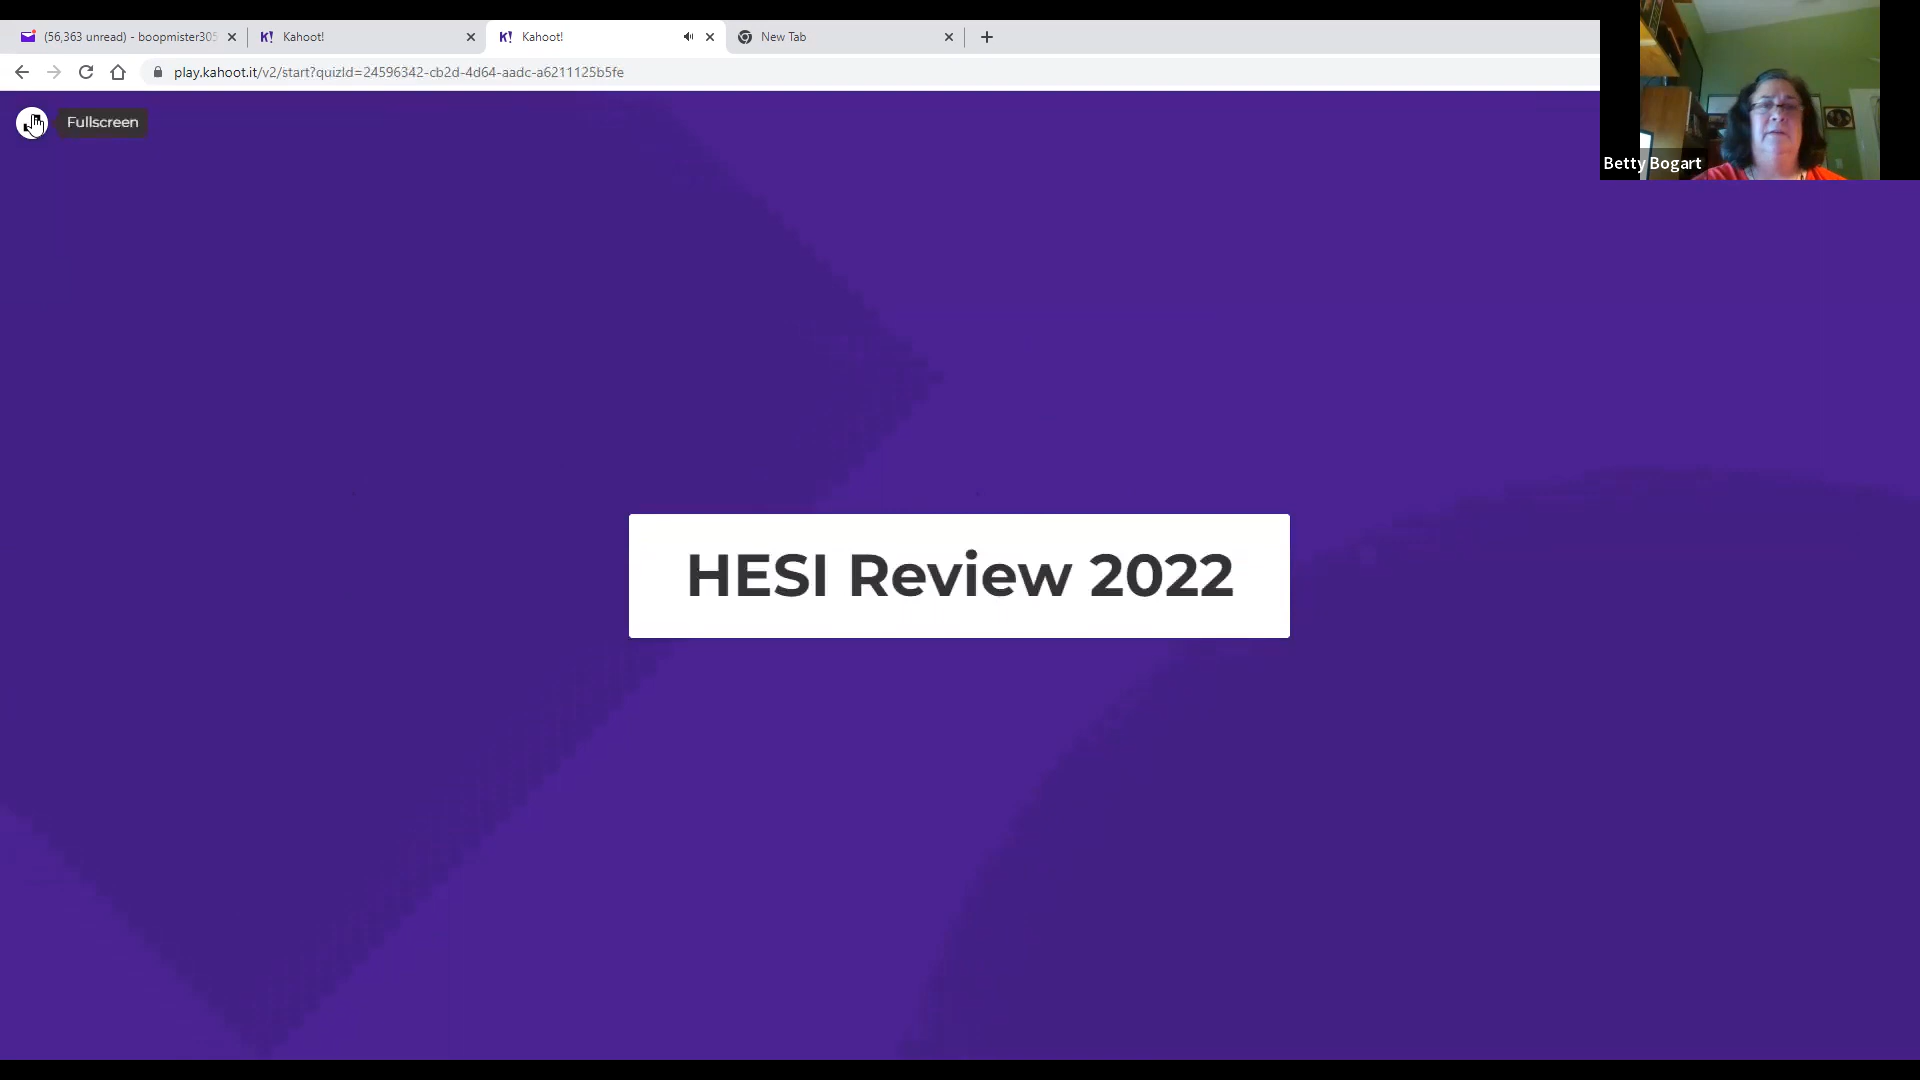 (56,363 unread) - boopmister305
K! Kahoot!
K! Kahoot!
New Tab
play.kahoot.it/v2/start?quizId=24596342-cb2d-4d64-aadc-a6211125b5fe
Fullscreen
Betty Bogart
HESI Review 2022